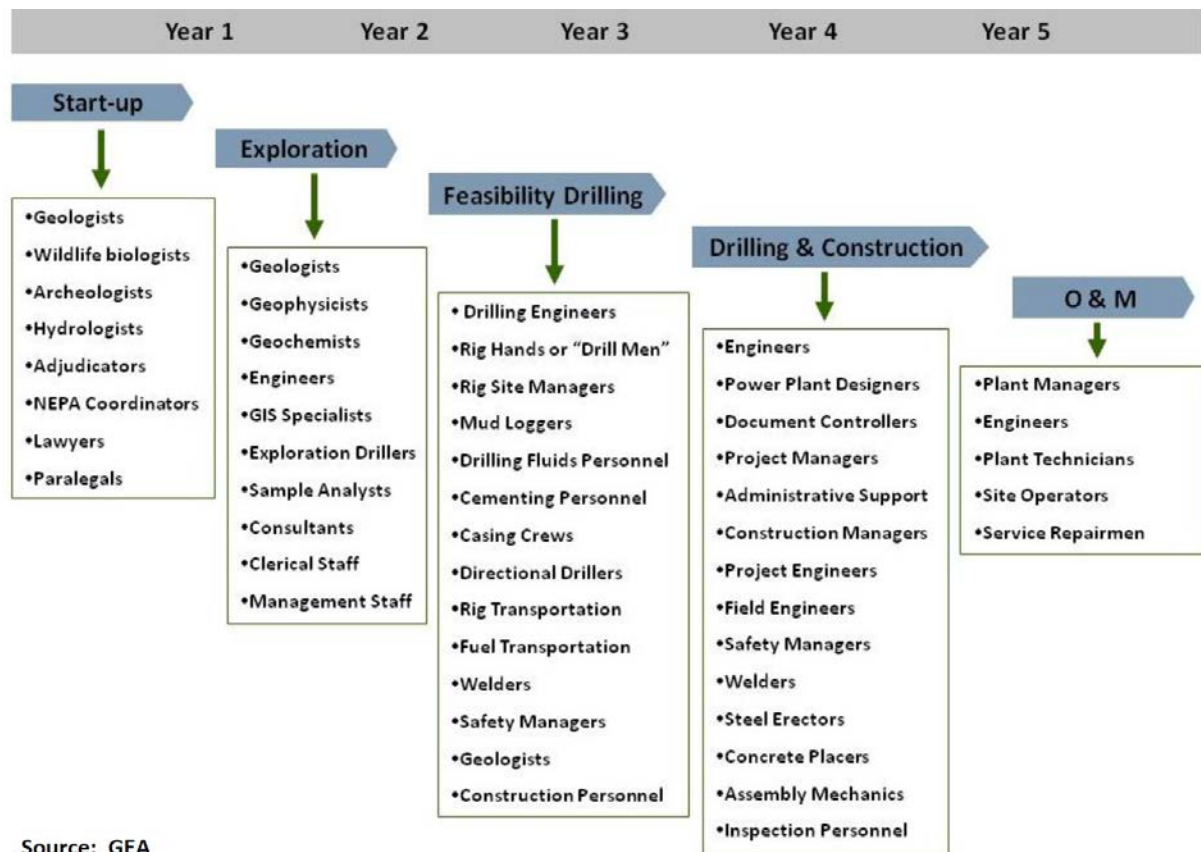 Year 1 Year 2 Year 3 Year 4 Year 5
Start-up
•Geologists
•Wildlife biologists
•Archeologists
•Hydrologists
•Adjudicators
•NEPA Coordinators
•Lawyers
•Paralegals
Exploration
•Geologists
•Geophysicists
•Geochemists
•Engineers
•GIS Specialists
•Exploration Drillers
•Sample Analysts
•Consultants
•Clerical Staff
•Management Staff
Feasibility Drilling
• Drilling Engineers
•Rig Hands or “Drill Men”
•Rig Site Managers
•Mud Loggers
•Drilling Fluids Personnel
•Cementing Personnel
•Casing Crews
•Directional Drillers
•Rig Transportation
•Fuel Transportation
•Welders
•Safety Managers
•Geologists
•Construction Personnel
Drilling & Construction
•Engineers
•Power Plant Designers
•Document Controllers
•Project Managers
•Administrative Support
•Construction Managers
•Project Engineers
•Field Engineers
•Safety Managers
•Welders
•Steel Erectors
•Concrete Placers
•Assembly Mechanics
•Inspection Personnel
O & M
•Plant Managers
•Engineers
•Plant Technicians
•Site Operators
•Service Repairmen
Source: GEA